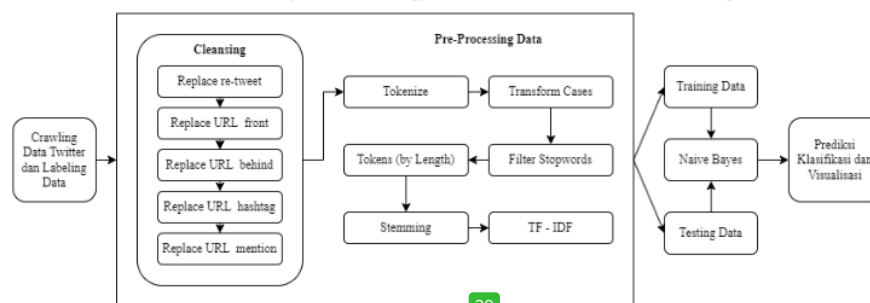 Pre-Processing Data
Cleansing
Replace re-tweet
Replace URL front
Replace URL behind
Replace URL hashtag
Replace URL mention
Crawling
Data Twitter
dan Labeling
Data
Tokenize
Transform Cases
Tokens (by Length)
Filter Stopwords
Stemming
TF - IDF
Training Data
Naive Bayes
Testing Data
Prediksi
Klasifikasi dan
Visualisasi